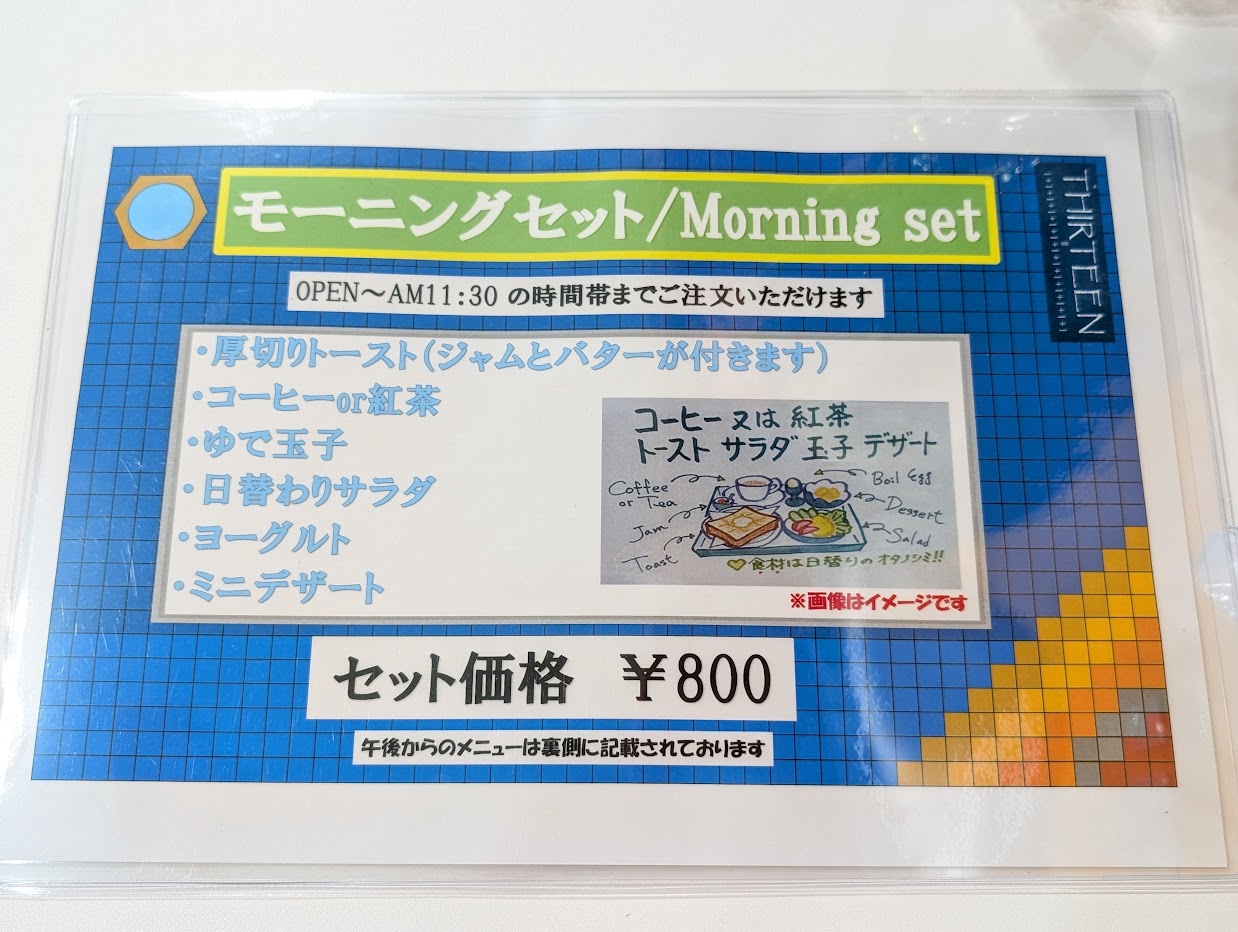 モーニングセット/Morning set
THIRTEEN
OPEN～AM11:30 の時間帯までご注文いただけます
・厚切りトースト(ジャムとバターが付きます)
・コーヒーor紅茶
・ゆで玉子
・日替わりサラダ
・ヨーグルト
・ミニデザート
コーヒー 又は 紅茶
トースト サラダ 玉子 デザート
Coffee
or Tea
Boil Egg
Dessert
Jam
Salad
Toast
♡食材は日替りのオタノシミ!!
※画像はイメージです
セット価格 ￥800
午後からのメニューは裏側に記載されております